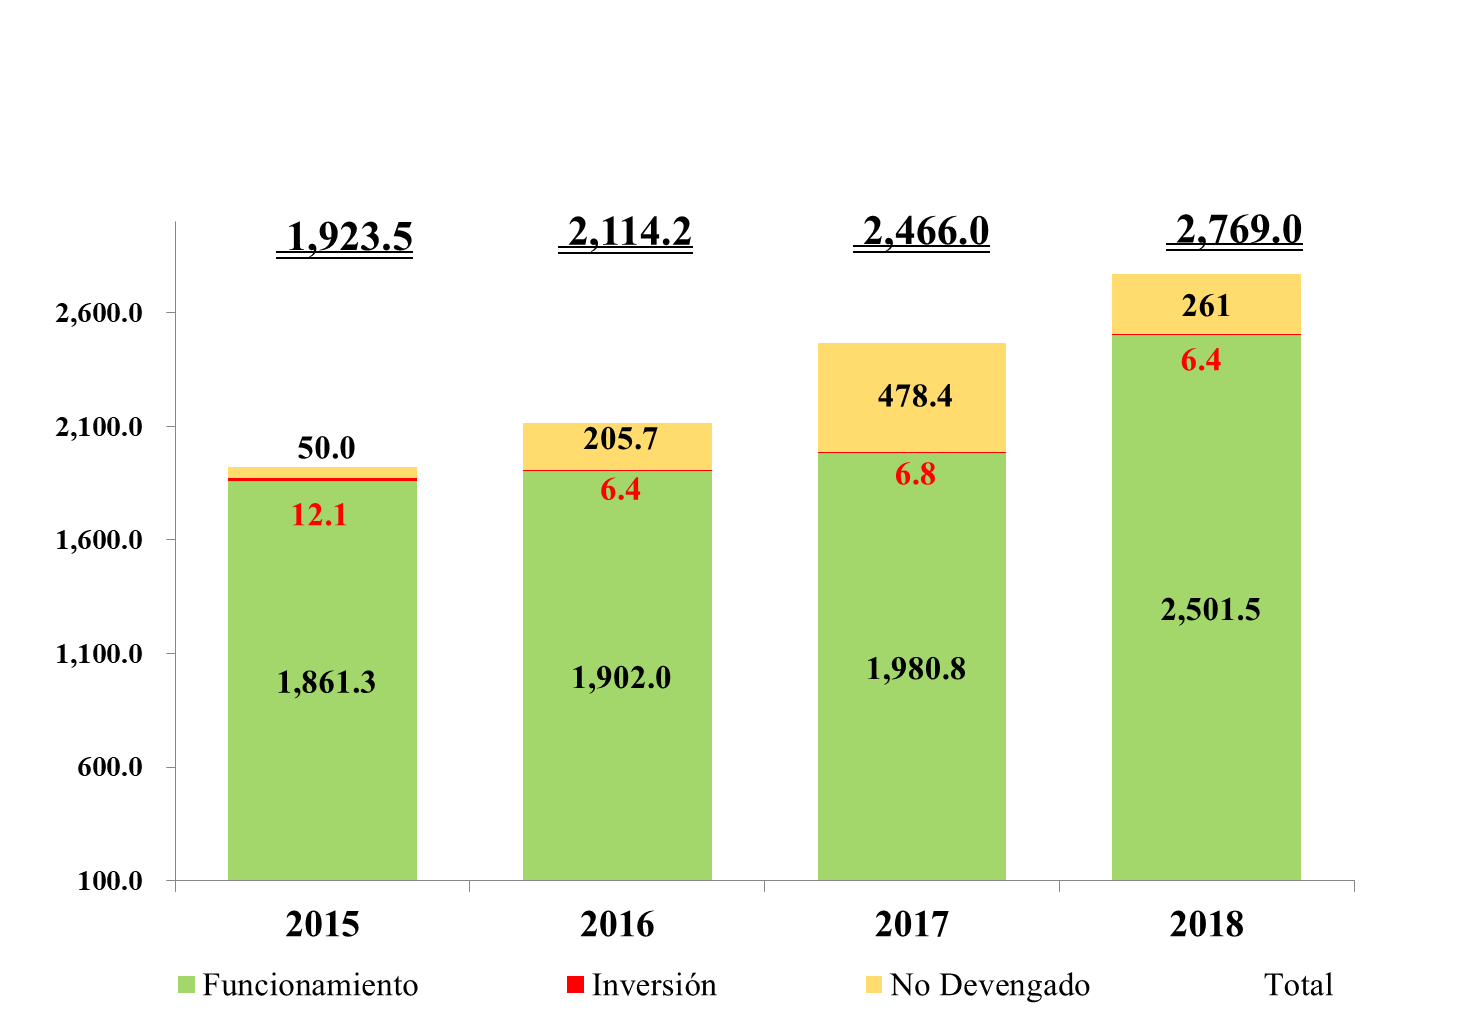 1,923.5 2,114.2 2,466.0 2,769.0
2,600.0
2,100.0
1,600.0
1,100.0
600.0
100.0
50.0 205.7 478.4 261
12.1 6.4 6.8 6.4
1,861.3 1,902.0 1,980.8 2,501.5
2015 2016 2017 2018
Funcionamiento Inversión No Devengado Total